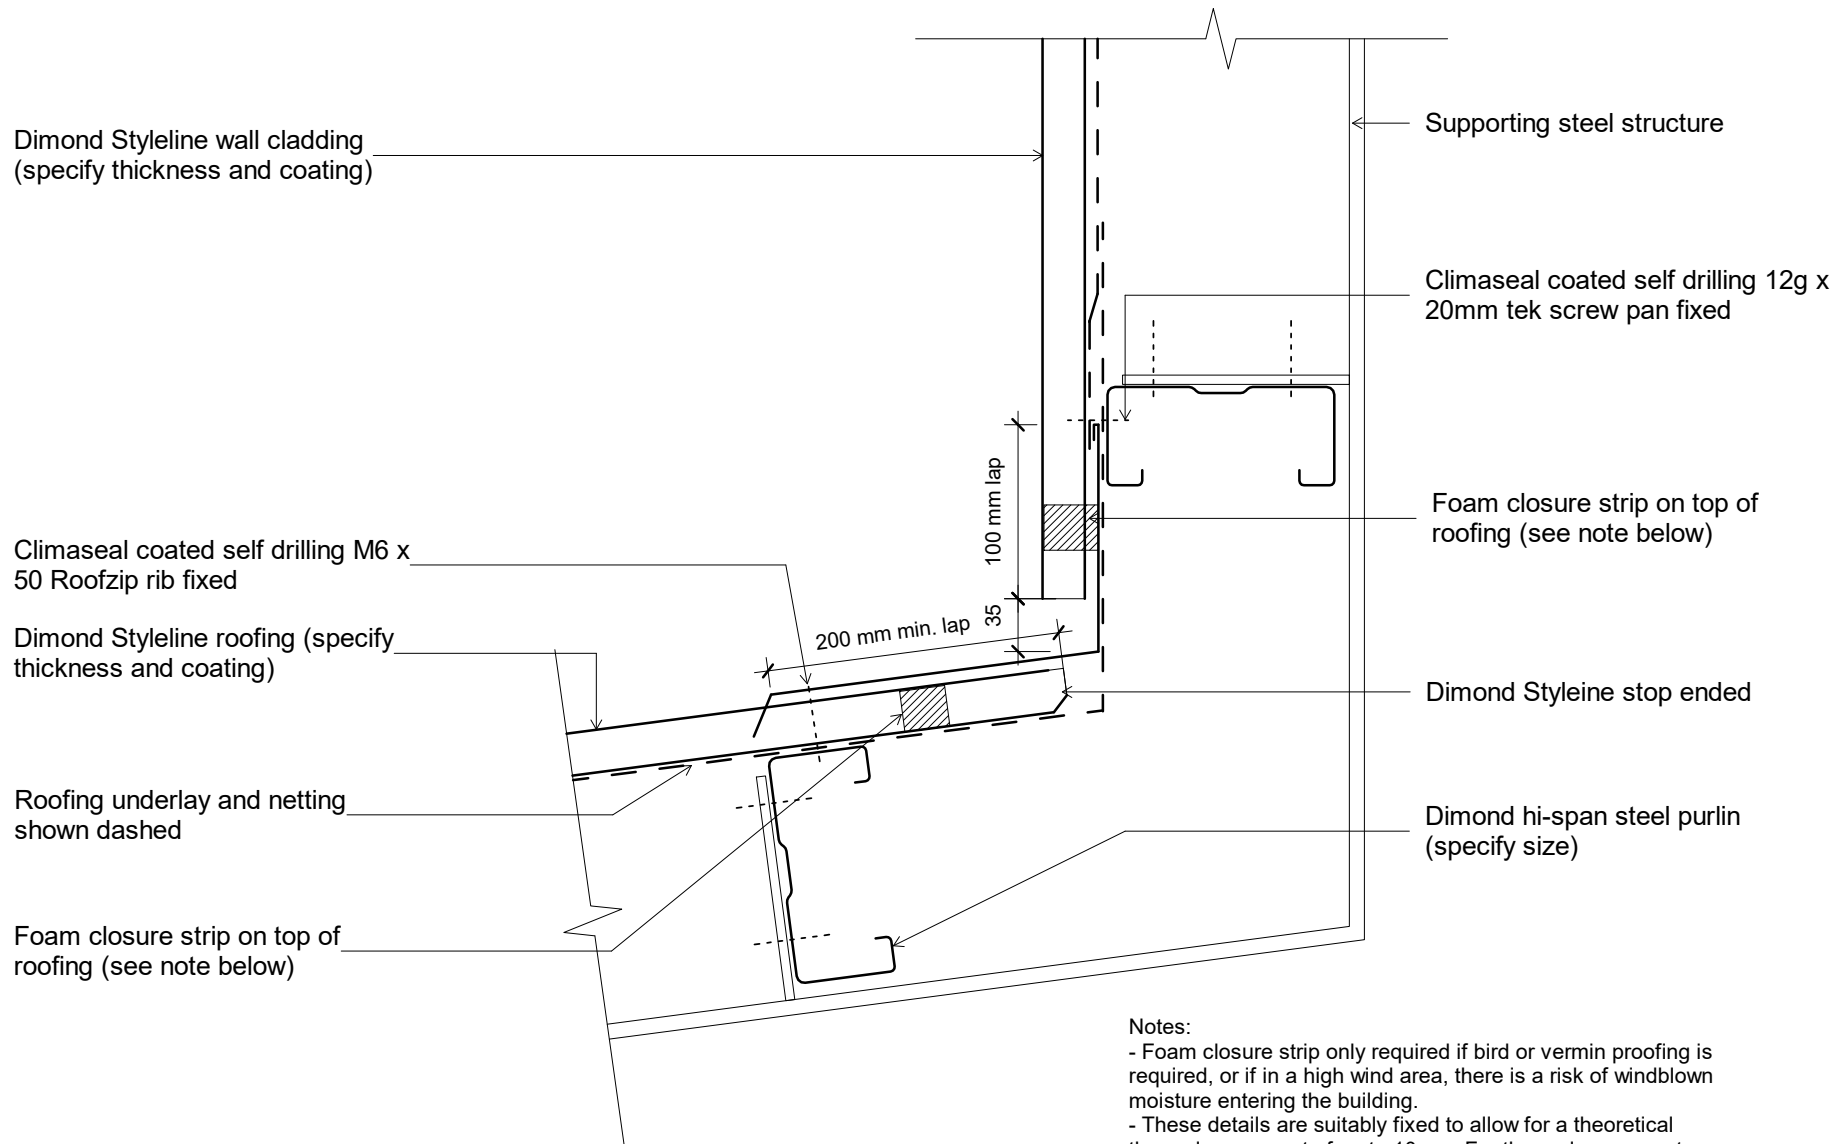 Dimond Styleline wall cladding
(specify thickness and coating)
Supporting steel structure
Climaseal coated self drilling 12g x
20mm tek screw pan fixed
100 mm lap
Foam closure strip on top of
roofing (see note below)
Climaseal coated self drilling M6 x
50 Roofzip rib fixed
35
200 mm min. lap
Dimond Styleline roofing (specify
thickness and coating)
Dimond Styleine stop ended
Roofing underlay and netting
shown dashed
Dimond hi-span steel purlin
(specify size)
Foam closure strip on top of
roofing (see note below)
Notes:
- Foam closure strip only required if bird or vermin proofing is
required, or if in a high wind area, there is a risk of windblown
moisture entering the building.
- These details are suitably fixed to allow for a theoretical